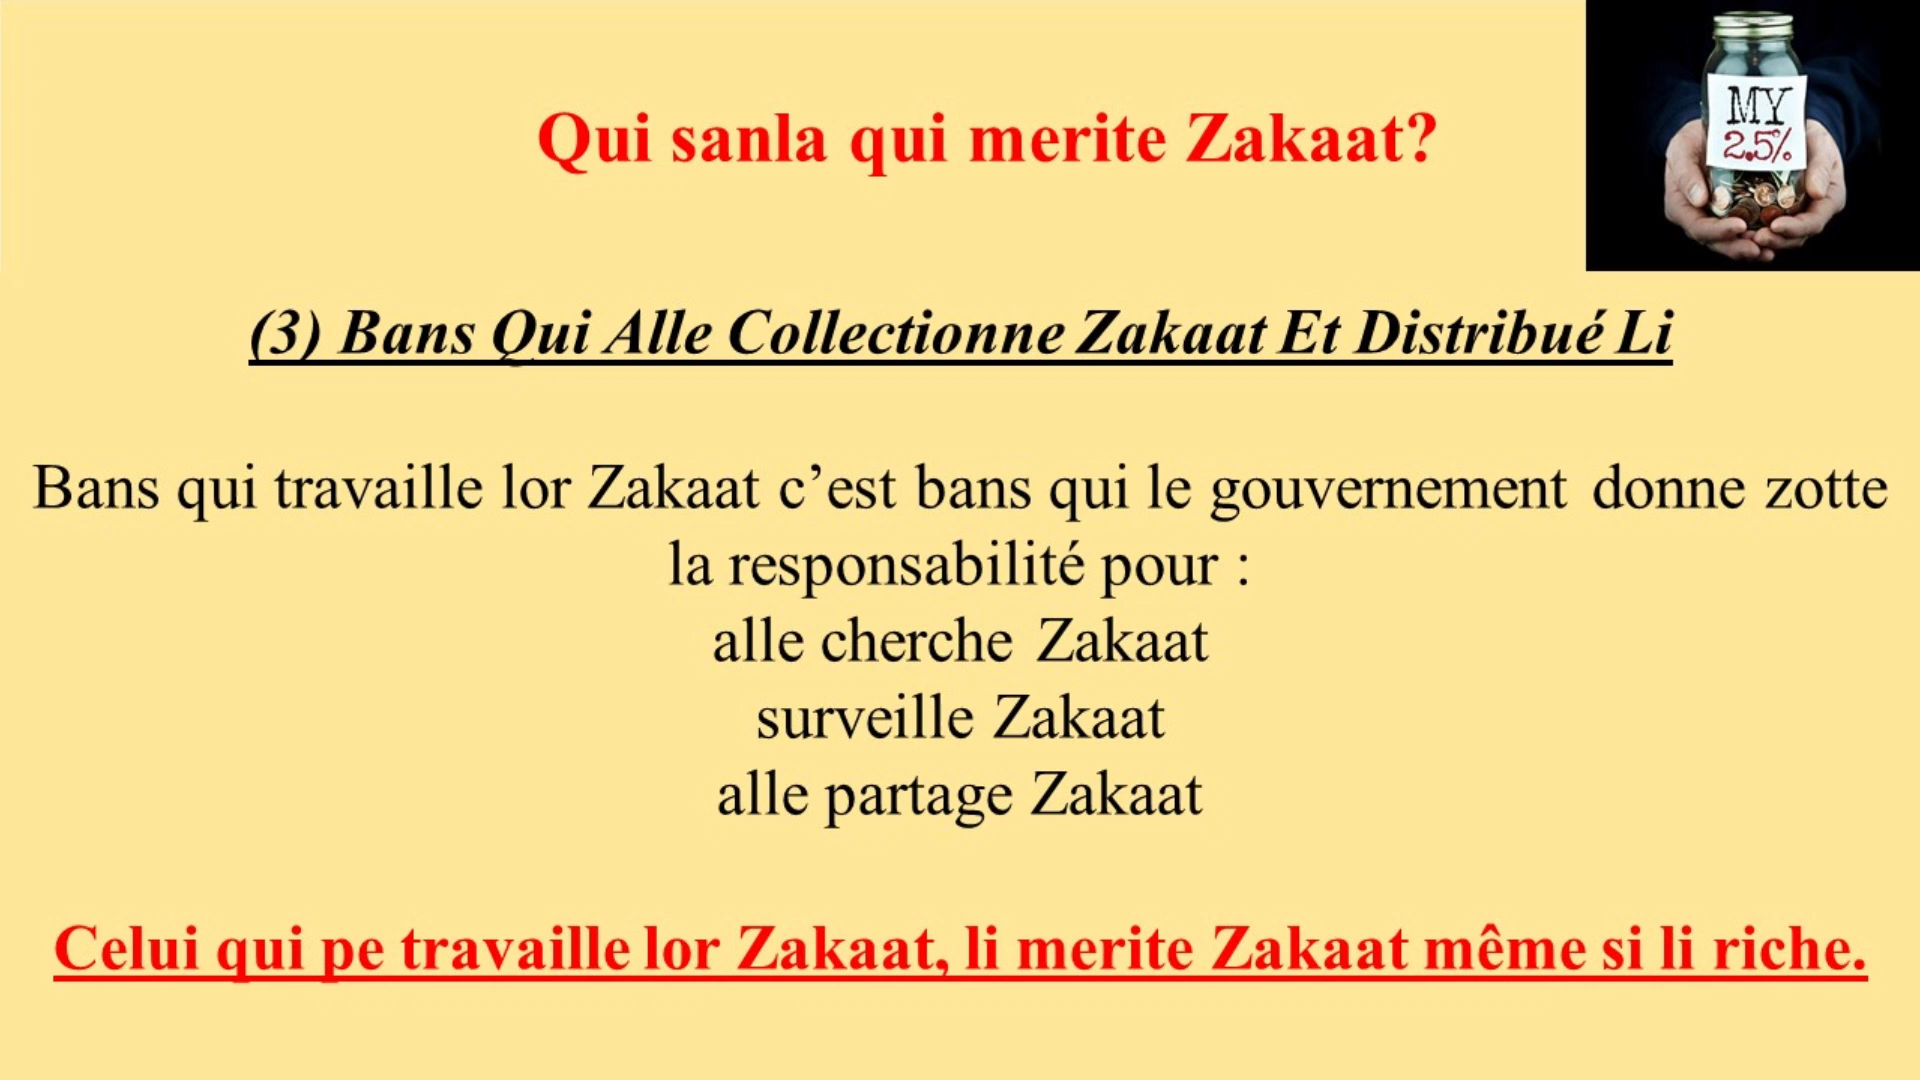 MY
2.5%
Qui sanla qui merite Zakaat?
(3) Bans Qui Alle Collectionne Zakaat Et Distribué Li
Bans qui travaille lor Zakaat c’est bans qui le gouvernement donne zotte
la responsabilité pour :
alle cherche Zakaat
surveille Zakaat
alle partage Zakaat
Celui qui pe travaille lor Zakaat, li merite Zakaat même si li riche.